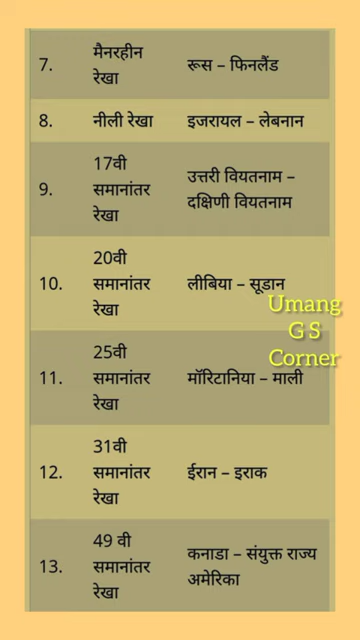 7. मैनरहीन रेखा रूस – फिनलैंड
8. नीली रेखा इजरायल – लेबनान
9. 17वी समानांतर रेखा उत्तरी वियतनाम – दक्षिणी वियतनाम
10. 20वी समानांतर रेखा लीबिया – सूडान
Umang
G S
Corner
11. 25वी समानांतर रेखा मॉरिटानिया – माली
12. 31वी समानांतर रेखा ईरान – इराक
13. 49 वी समानांतर रेखा कनाडा – संयुक्त राज्य अमेरिका